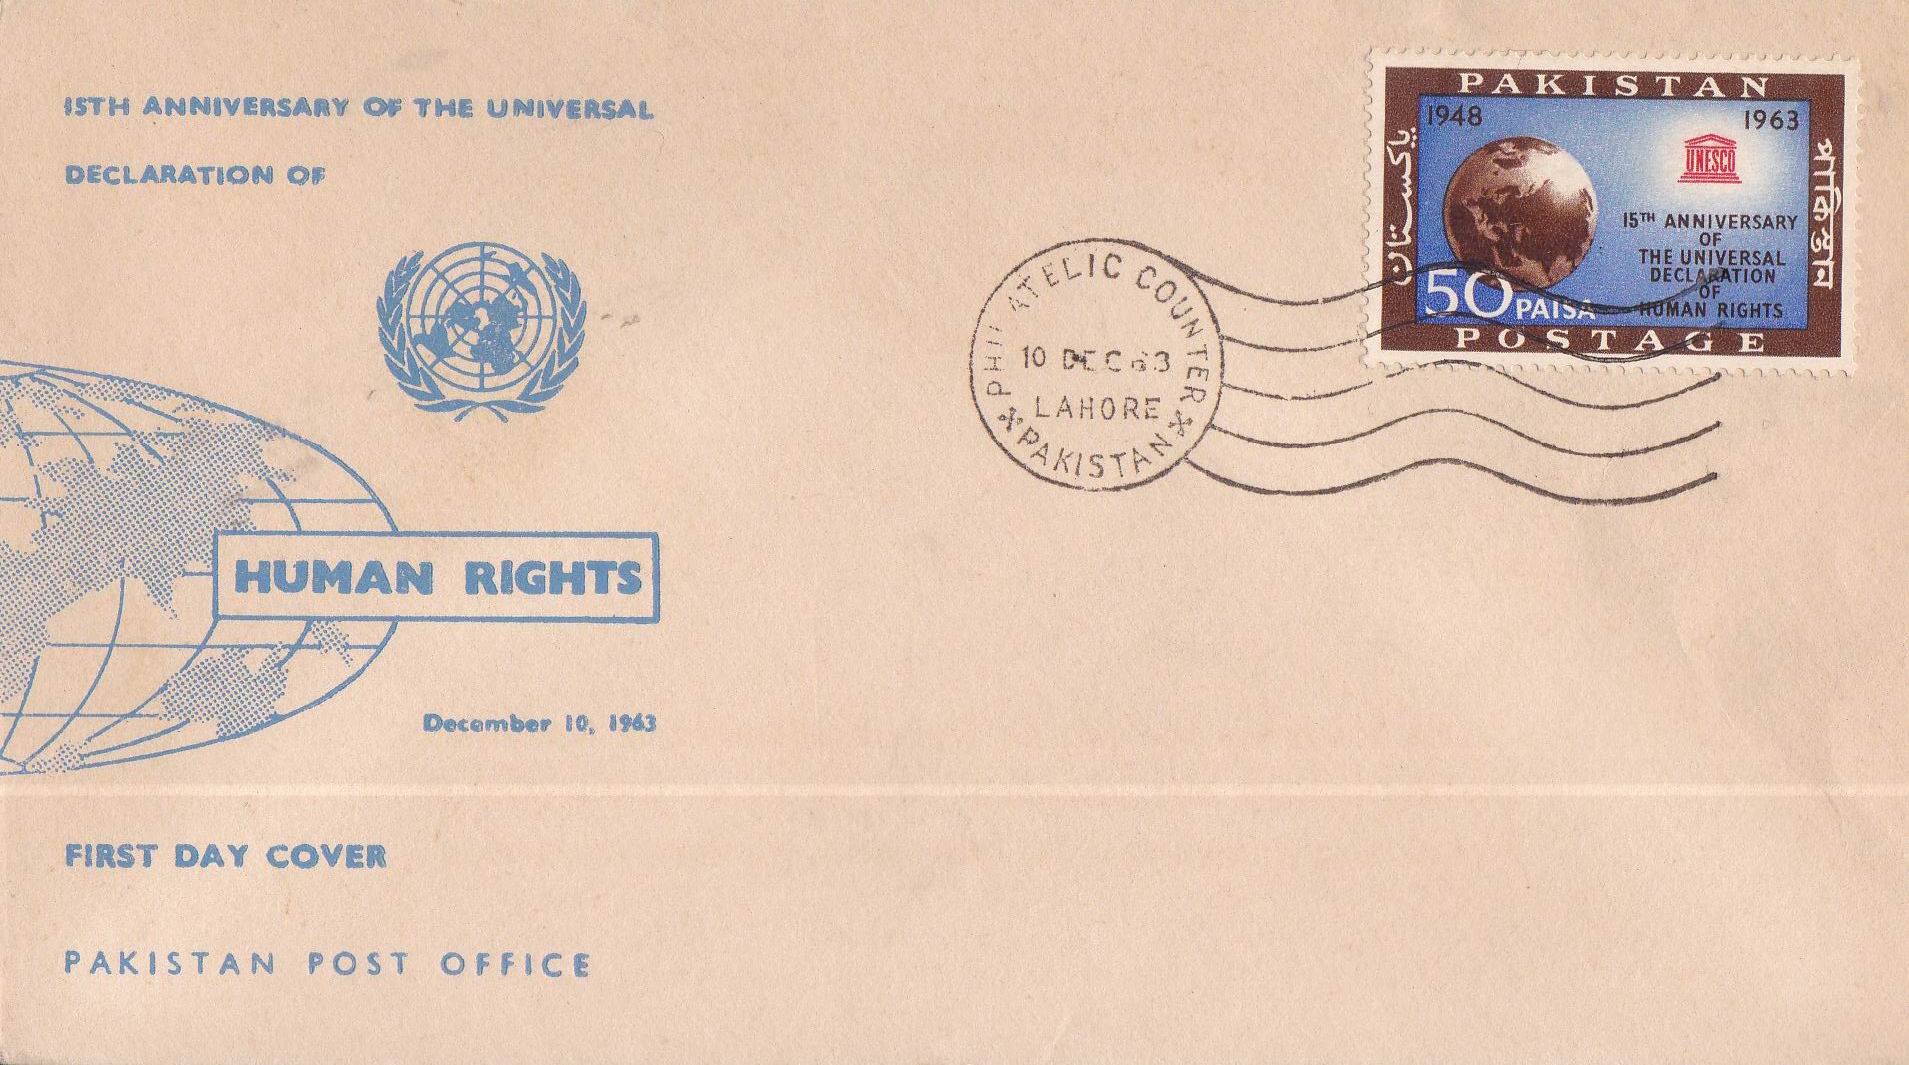 15TH ANNIVERSARY OF THE UNIVERSAL
DECLARATION OF
HUMAN RIGHTS
December 10, 1963
FIRST DAY COVER
PAKISTAN POST OFFICE
PHILATELIC COUNTER
10 DEC 63
LAHORE
PAKISTAN
PAKISTAN
1948 1963
پاکستان
UNESCO
পাকিস্তান
15TH ANNIVERSARY
OF
THE UNIVERSAL
DECLARATION
OF
HUMAN RIGHTS
50 PAISA
POSTAGE